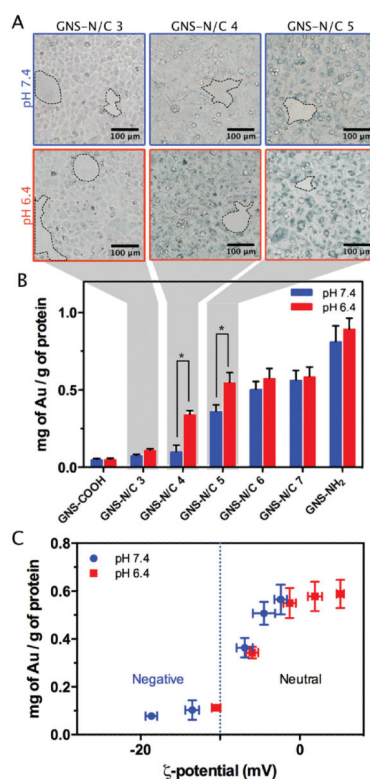 A
GNS-N/C 3 GNS-N/C 4 GNS-N/C 5
pH 7.4
100 μm 100 μm 100 μm
pH 6.4
100 μm 100 μm 100 μm
B
mg of Au / g of protein
1.0
0.5
0.0
pH 7.4
pH 6.4
* *
GNS-COOH GNS-N/C 3 GNS-N/C 4 GNS-N/C 5 GNS-N/C 6 GNS-N/C 7 GNS-NH₂
C
mg of Au / g of protein
0.8
0.6
0.4
0.2
0.0
pH 7.4
pH 6.4
Negative Neutral
-20 -10 0
ζ-potential (mV)